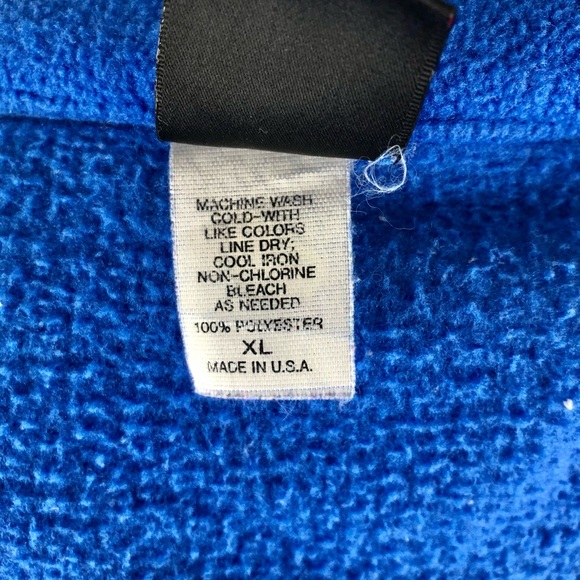 MACHINE WASH
COLD-WITH
LIKE COLORS
LINE DRY;
COOL IRON
NON-CHLORINE
BLEACH
AS NEEDED
100% POLYESTER
XL
MADE IN U.S.A.